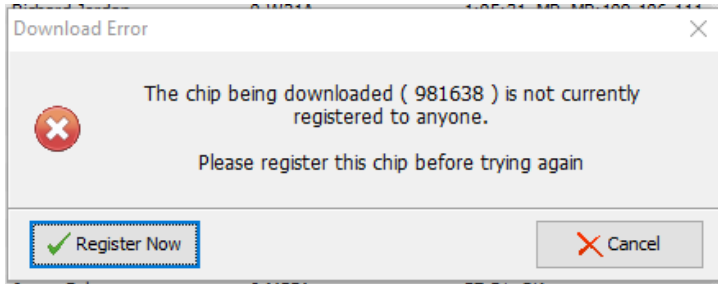 Download Error
The chip being downloaded ( 981638 ) is not currently
registered to anyone.
Please register this chip before trying again
Register Now
Cancel